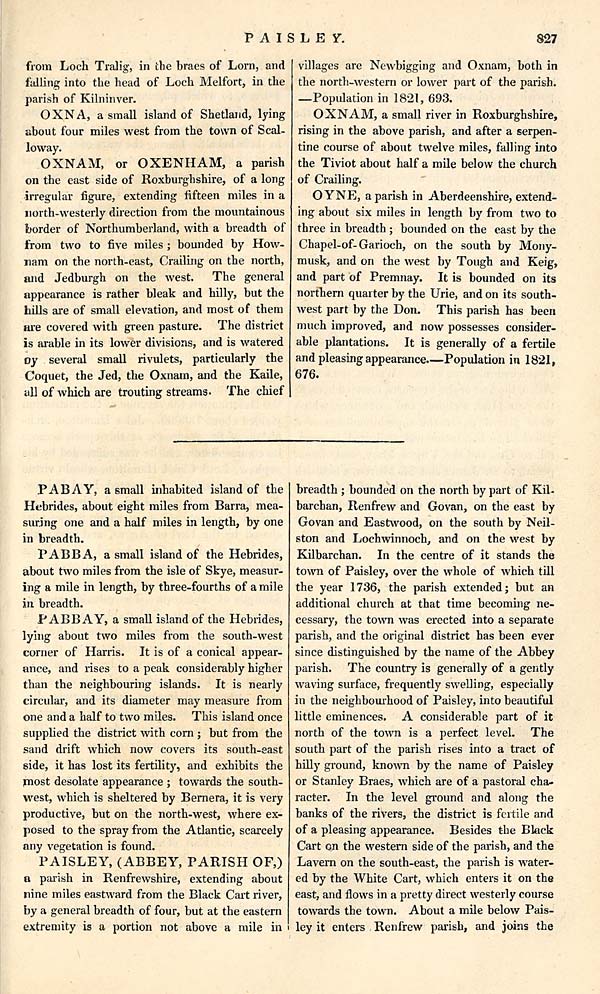 PAISLEY. 827
from Loch Tralig, in the braes of Lorn, and
falling into the head of Loch Melfort, in the
parish of Kilninver.
OXNA, a small island of Shetland, lying
about four miles west from the town of Scal-
loway.
OXNAM, or OXENHAM, a parish
on the east side of Roxburghshire, of a long
irregular figure, extending fifteen miles in a
north-westerly direction from the mountainous
border of Northumberland, with a breadth of
from two to five miles; bounded by How-
nam on the north-east, Crailing on the north,
and Jedburgh on the west. The general
appearance is rather bleak and hilly, but the
hills are of small elevation, and most of them
are covered with green pasture. The district
is arable in its lower divisions, and is watered
by several small rivulets, particularly the
Coquet, the Jed, the Oxnam, and the Kaile,
all of which are trouting streams. The chief
villages are Newbigging and Oxnam, both in
the north-western or lower part of the parish.
—Population in 1821, 693.
OXNAM, a small river in Roxburghshire,
rising in the above parish, and after a serpen-
tine course of about twelve miles, falling into
the Tiviot about half a mile below the church
of Crailing.
OYNE, a parish in Aberdeenshire, extend-
ing about six miles in length by from two to
three in breadth; bounded on the east by the
Chapel-of-Garioch, on the south by Mony-
musk, and on the west by Tough and Keig,
and part of Premnay. It is bounded on its
northern quarter by the Urie, and on its south-
west part by the Don. This parish has been
much improved, and now possesses consider-
able plantations. It is generally of a fertile
and pleasing appearance.—Population in 1821,
676.
PABAY, a small inhabited island of the
Hebrides, about eight miles from Barra, mea-
suring one and a half miles in length, by one
in breadth.
PABBA, a small island of the Hebrides,
about two miles from the isle of Skye, measur-
ing a mile in length, by three-fourths of a mile
in breadth.
PABBAY, a small island of the Hebrides,
lying about two miles from the south-west
corner of Harris. It is of a conical appear-
ance, and rises to a peak considerably higher
than the neighbouring islands. It is nearly
circular, and its diameter may measure from
one and a half to two miles. This island once
supplied the district with corn; but from the
sand drift which now covers its south-east
side, it has lost its fertility, and exhibits the
most desolate appearance; towards the south-
west, which is sheltered by Bernera, it is very
productive, but on the north-west, where ex-
posed to the spray from the Atlantic, scarcely
any vegetation is found.
PAISLEY, (ABBEY, PARISH OF,)
a parish in Renfrewshire, extending about
nine miles eastward from the Black Cart river,
by a general breadth of four, but at the eastern
extremity is a portion not above a mile in
breadth; bounded on the north by part of Kil-
barchan, Renfrew and Govan, on the east by
Govan and Eastwood, on the south by Neil-
ston and Lochwinnoch, and on the west by
Kilbarchan. In the centre of it stands the
town of Paisley, over the whole of which till
the year 1736, the parish extended; but an
additional church at that time becoming ne-
cessary, the town was erected into a separate
parish, and the original district has been ever
since distinguished by the name of the Abbey
parish. The country is generally of a gently
waving surface, frequently swelling, especially
in the neighbourhood of Paisley, into beautiful
little eminences. A considerable part of it
north of the town is a perfect level. The
south part of the parish rises into a tract of
hilly ground, known by the name of Paisley
or Stanley Braes, which are of a pastoral cha-
racter. In the level ground and along the
banks of the rivers, the district is fertile and
of a pleasing appearance. Besides the Black
Cart on the western side of the parish, and the
Lavern on the south-east, the parish is water-
ed by the White Cart, which enters it on the
east, and flows in a pretty direct westerly course
towards the town. About a mile below Pais-
ley it enters Renfrew parish, and joins the